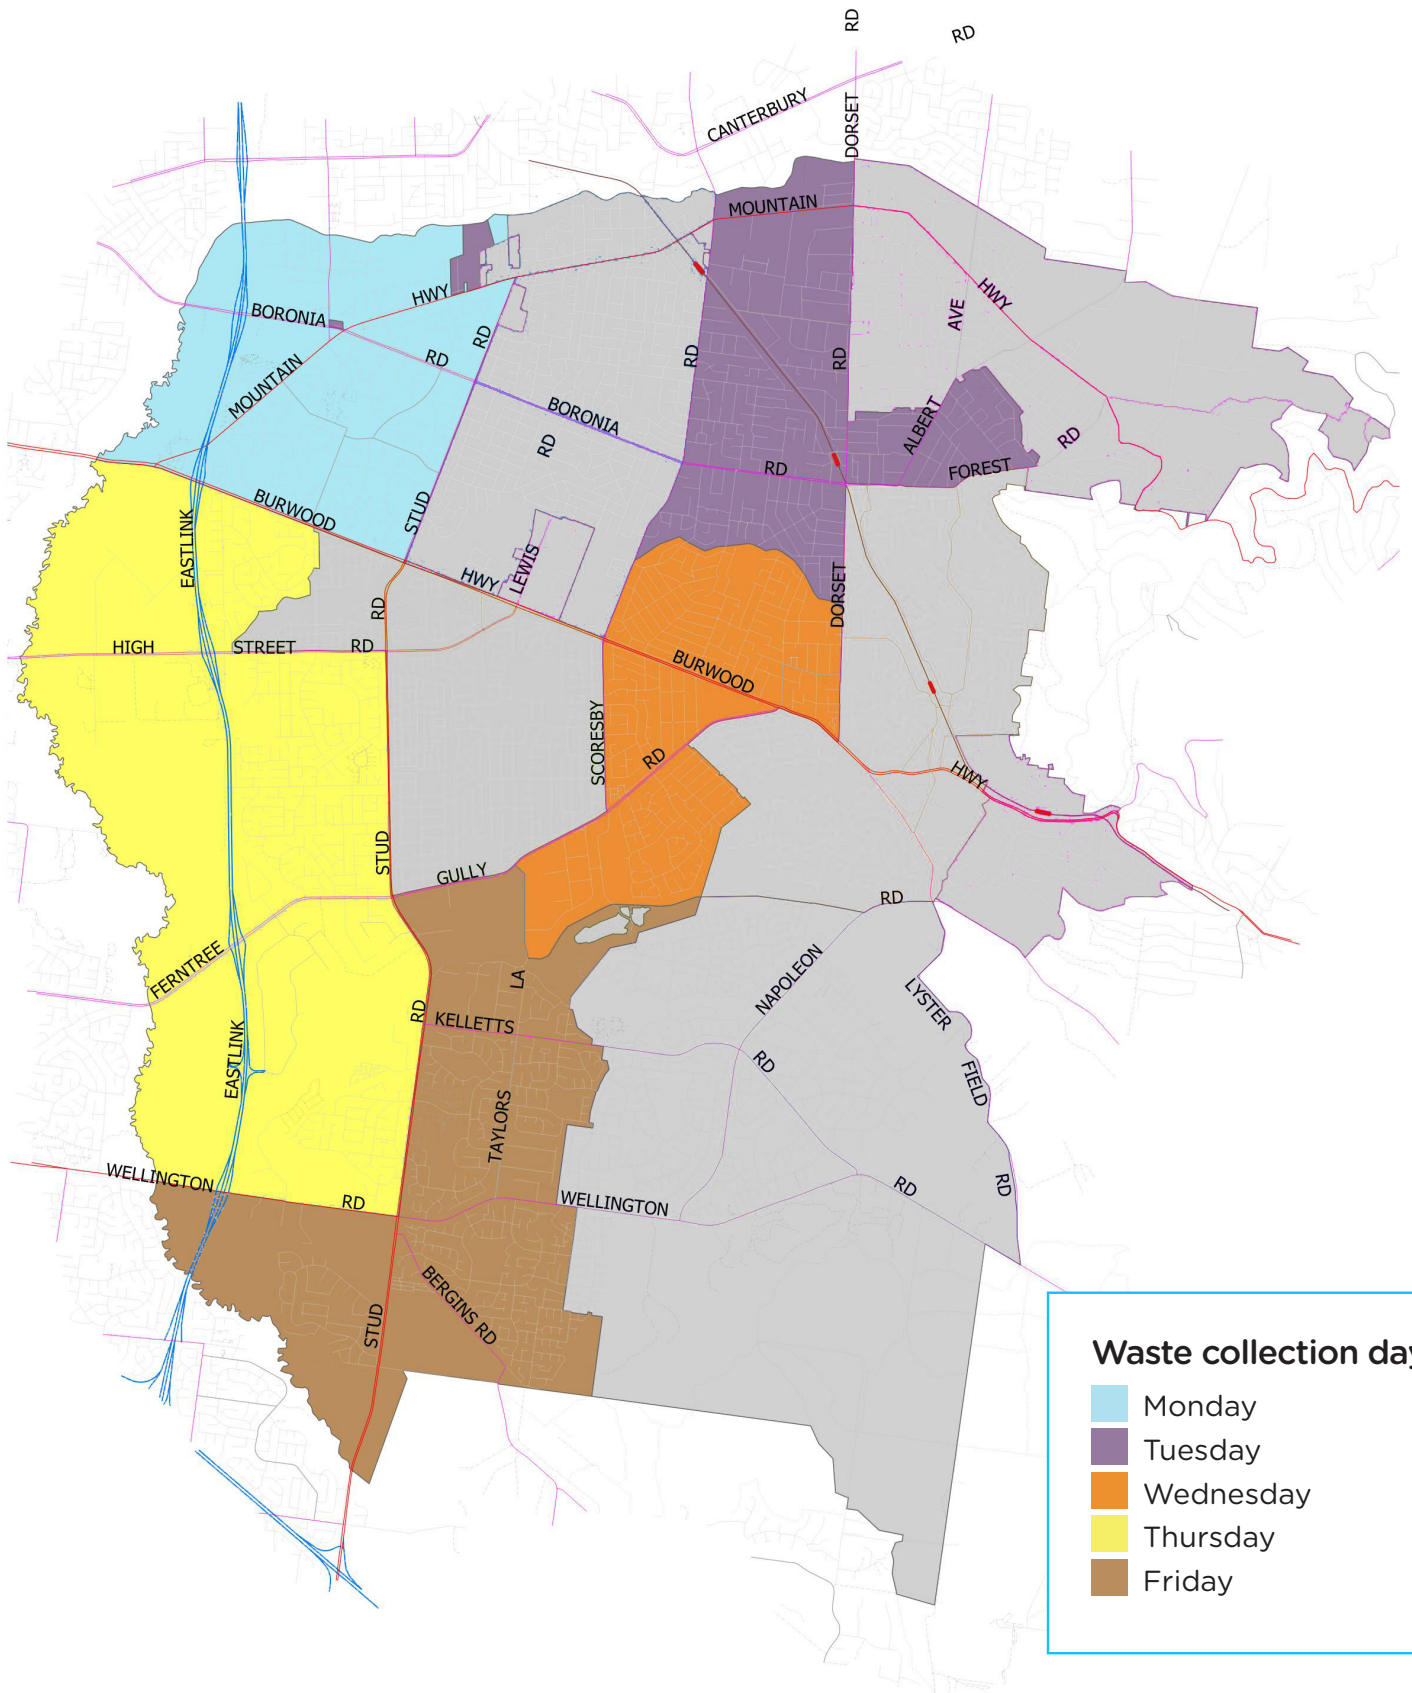 RD
RD
CANTERBURY
DORSET
MOUNTAIN
HWY
HWY
AVE
BORONIA
RD
RD
RD
RD
MOUNTAIN
BORONIA
RD
ALBERT
RD
RD
FOREST
BURWOOD
STUD
EASTLINK
HWY
LEWIS
DORSET
RD
HIGH
STREET
RD
BURWOOD
SCORESBY
RD
HWY
STUD
GULLY
RD
FERNTREE
LA
NAPOLEON
LYSTER
RD
KELLETTS
EASTLINK
RD
FIELD
TAYLORS
WELLINGTON
RD
WELLINGTON
RD
RD
BERGINS RD
STUD
Waste collection day
Monday
Tuesday
Wednesday
Thursday
Friday